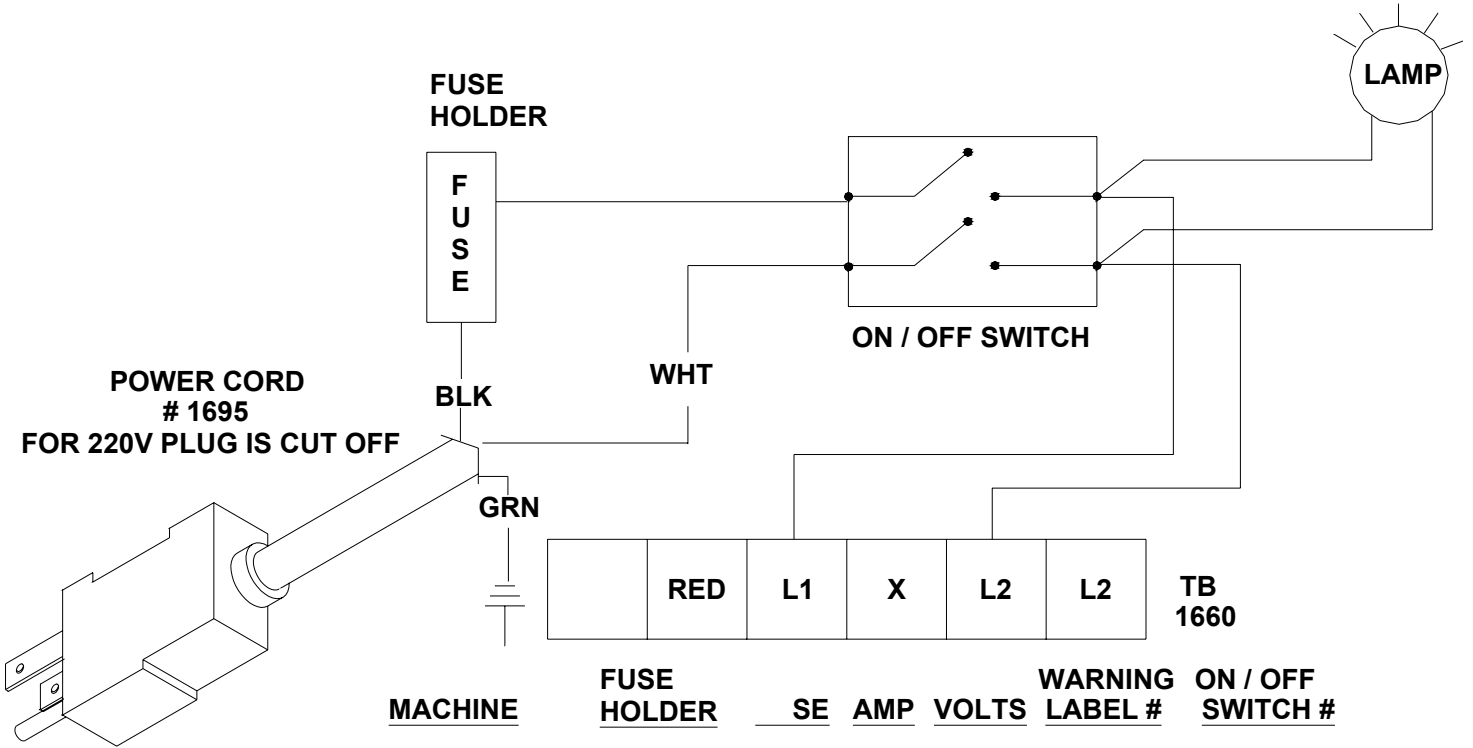 LAMP
FUSE
HOLDER
F
U
S
E
ON / OFF SWITCH
WHT
BLK
POWER CORD
# 1695
FOR 220V PLUG IS CUT OFF
GRN
RED L1 X L2 L2
TB
1660
MACHINE
FUSE
HOLDER
SE
AMP
VOLTS
WARNING
LABEL #
ON / OFF
SWITCH #